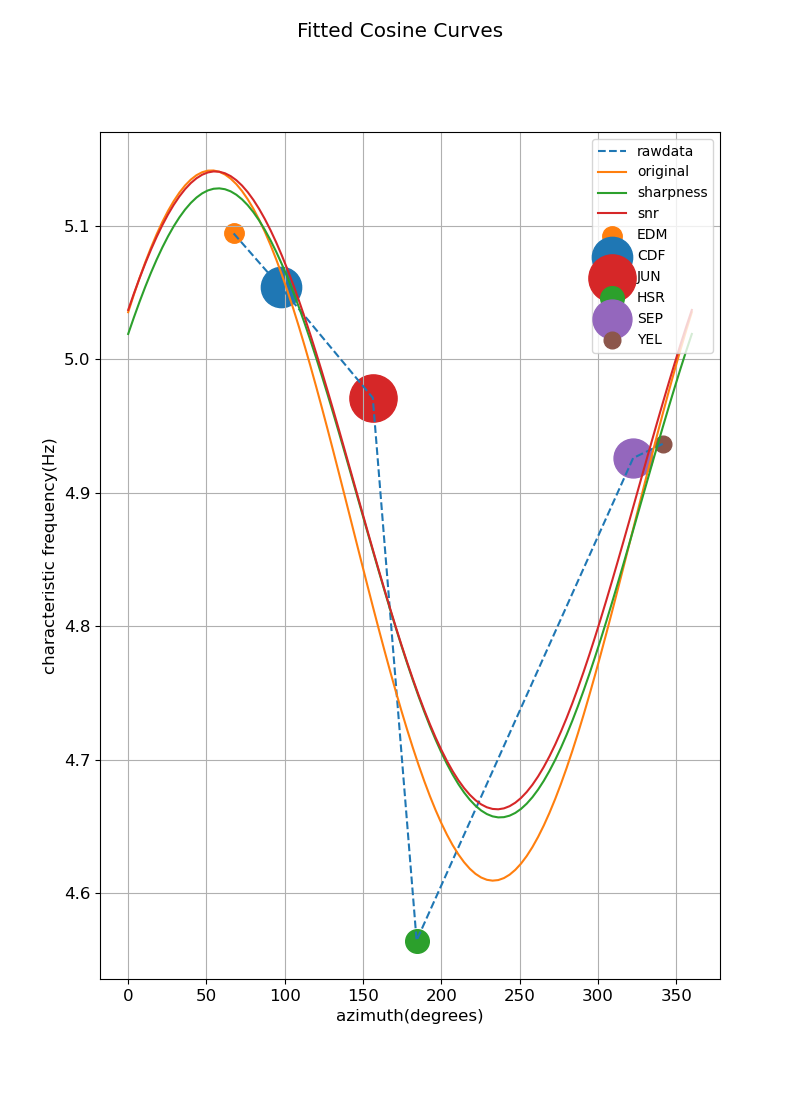 Fitted Cosine Curves
rawdata
original
sharpness
snr
EDM
CDF
JUN
HSR
SEP
YEL
5.1
5.0
4.9
4.8
4.7
4.6
characteristic frequency(Hz)
0 50 100 150 200 250 300 350
azimuth(degrees)